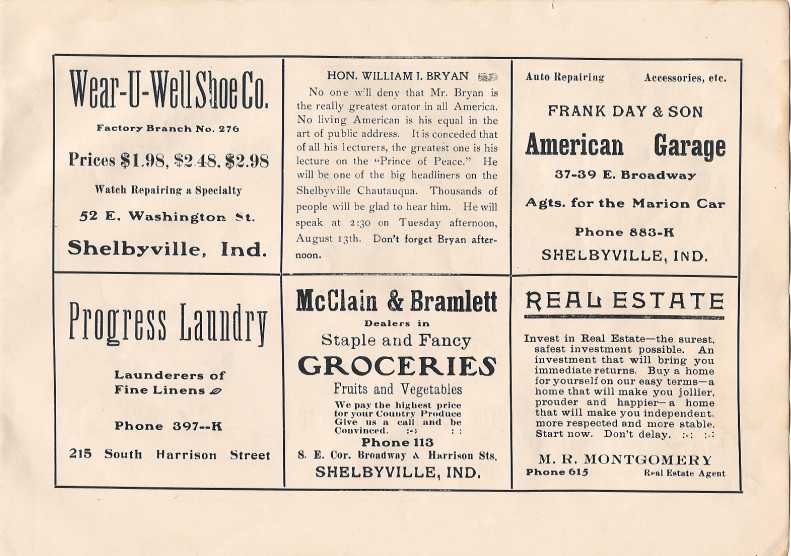 Wear-U-Well Shoe Co.
Factory Branch No. 276
Prices $1.98, $2.48, $2.98
Watch Repairing a Specialty
52 E. Washington St.
Shelbyville, Ind.
HON. WILLIAM J. BRYAN
No one will deny that Mr. Bryan is
the really greatest orator in all America.
No living American is his equal in the
art of public address. It is conceded that
of all his lecturers, the greatest one is his
lecture on the "Prince of Peace." He
will be one of the big headliners on the
Shelbyville Chautauqua. Thousands of
people will be glad to hear him. He will
speak at 2:30 on Tuesday afternoon,
August 13th. Don't forget Bryan after-
noon.
Auto Repairing Accessories, etc.
FRANK DAY & SON
American Garage
37-39 E. Broadway
Agts. for the Marion Car
Phone 883-K
SHELBYVILLE, IND.
Progress Laundry
Launderers of
Fine Linens
Phone 397--K
215 South Harrison Street
McClain & Bramlett
Dealers in
Staple and Fancy
GROCERIES
Fruits and Vegetables
We pay the highest price
for your Country Produce
Give us a call and be
Convinced.
Phone 113
S. E. Cor. Broadway & Harrison Sts.
SHELBYVILLE, IND.
REAL ESTATE
Invest in Real Estate—the surest,
safest investment possible. An
investment that will bring you
immediate returns. Buy a home
for yourself on our easy terms—a
home that will make you jollier,
prouder and happier—a home
that will make you independent,
more respected and more stable.
Start now. Don't delay.
M. R. MONTGOMERY
Phone 615 Real Estate Agent